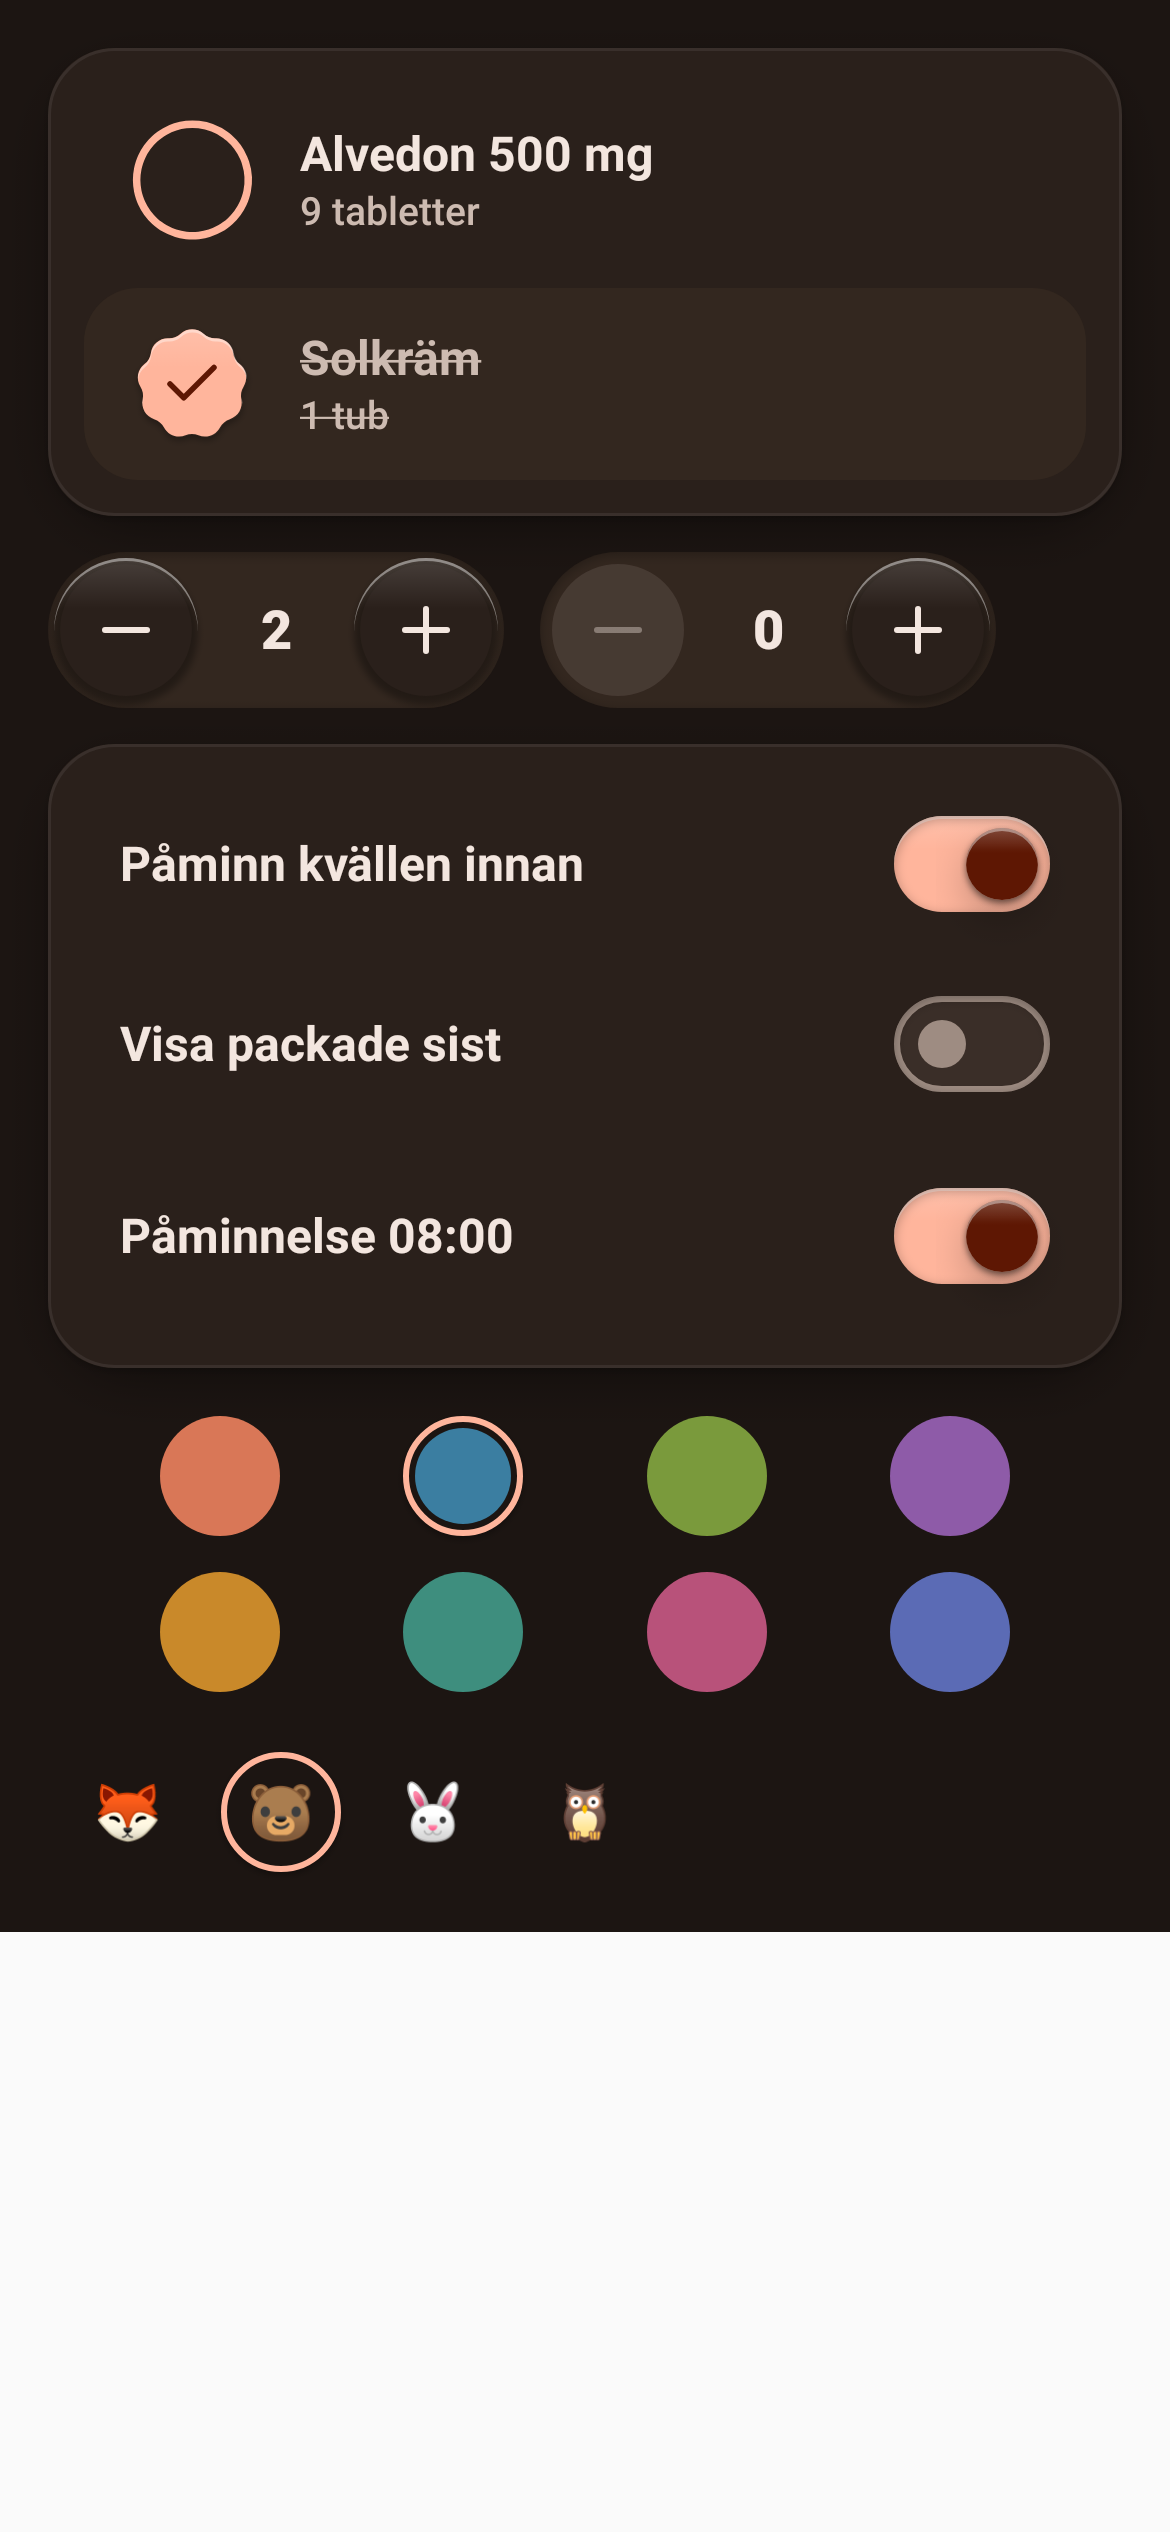 Alvedon 500 mg
9 tabletter
Solkräm
1 tub
2
0
Påminn kvällen innan
Visa packade sist
Påminnelse 08:00